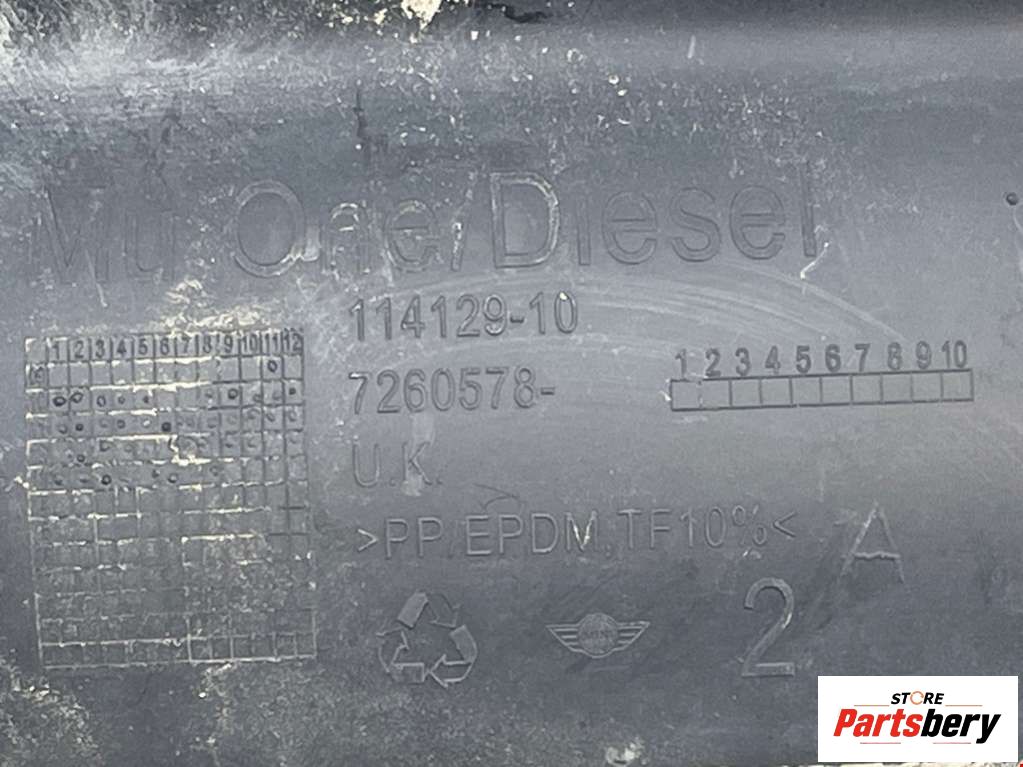 MU One/Diesel
114129-10
7260578-
U.K.
>PP/EPDM,TF10%<
1 2 3 4 5 6 7 8 9 10 11 12
1 2 3 4 5 6 7 8 9 10
A
2
STORE
Partsbery